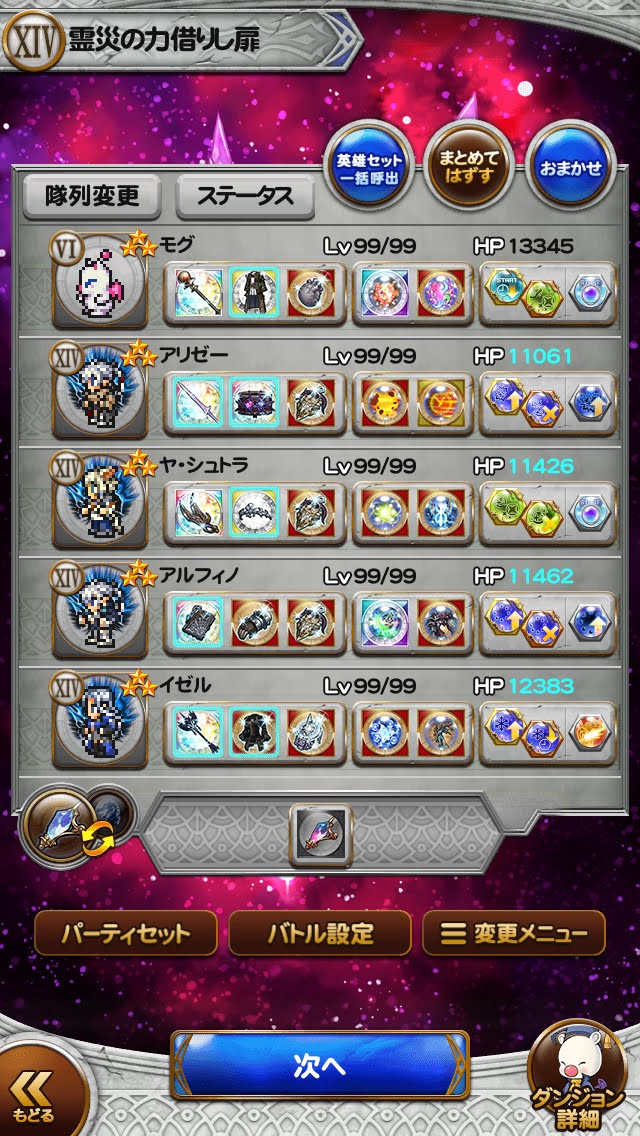 XIV 霊災の力借りし扉
英雄セット
一括呼出
まとめて
はずす
おまかせ
隊列変更
ステータス
VI モグ Lv99/99 HP13345
START
XIV アリゼー Lv99/99 HP11061
XIV ヤ・シュトラ Lv99/99 HP11426
XIV アルフィノ Lv99/99 HP11462
XIV イゼル Lv99/99 HP12383
パーティセット
バトル設定
変更メニュー
次へ
もどる
ダンジョン
詳細